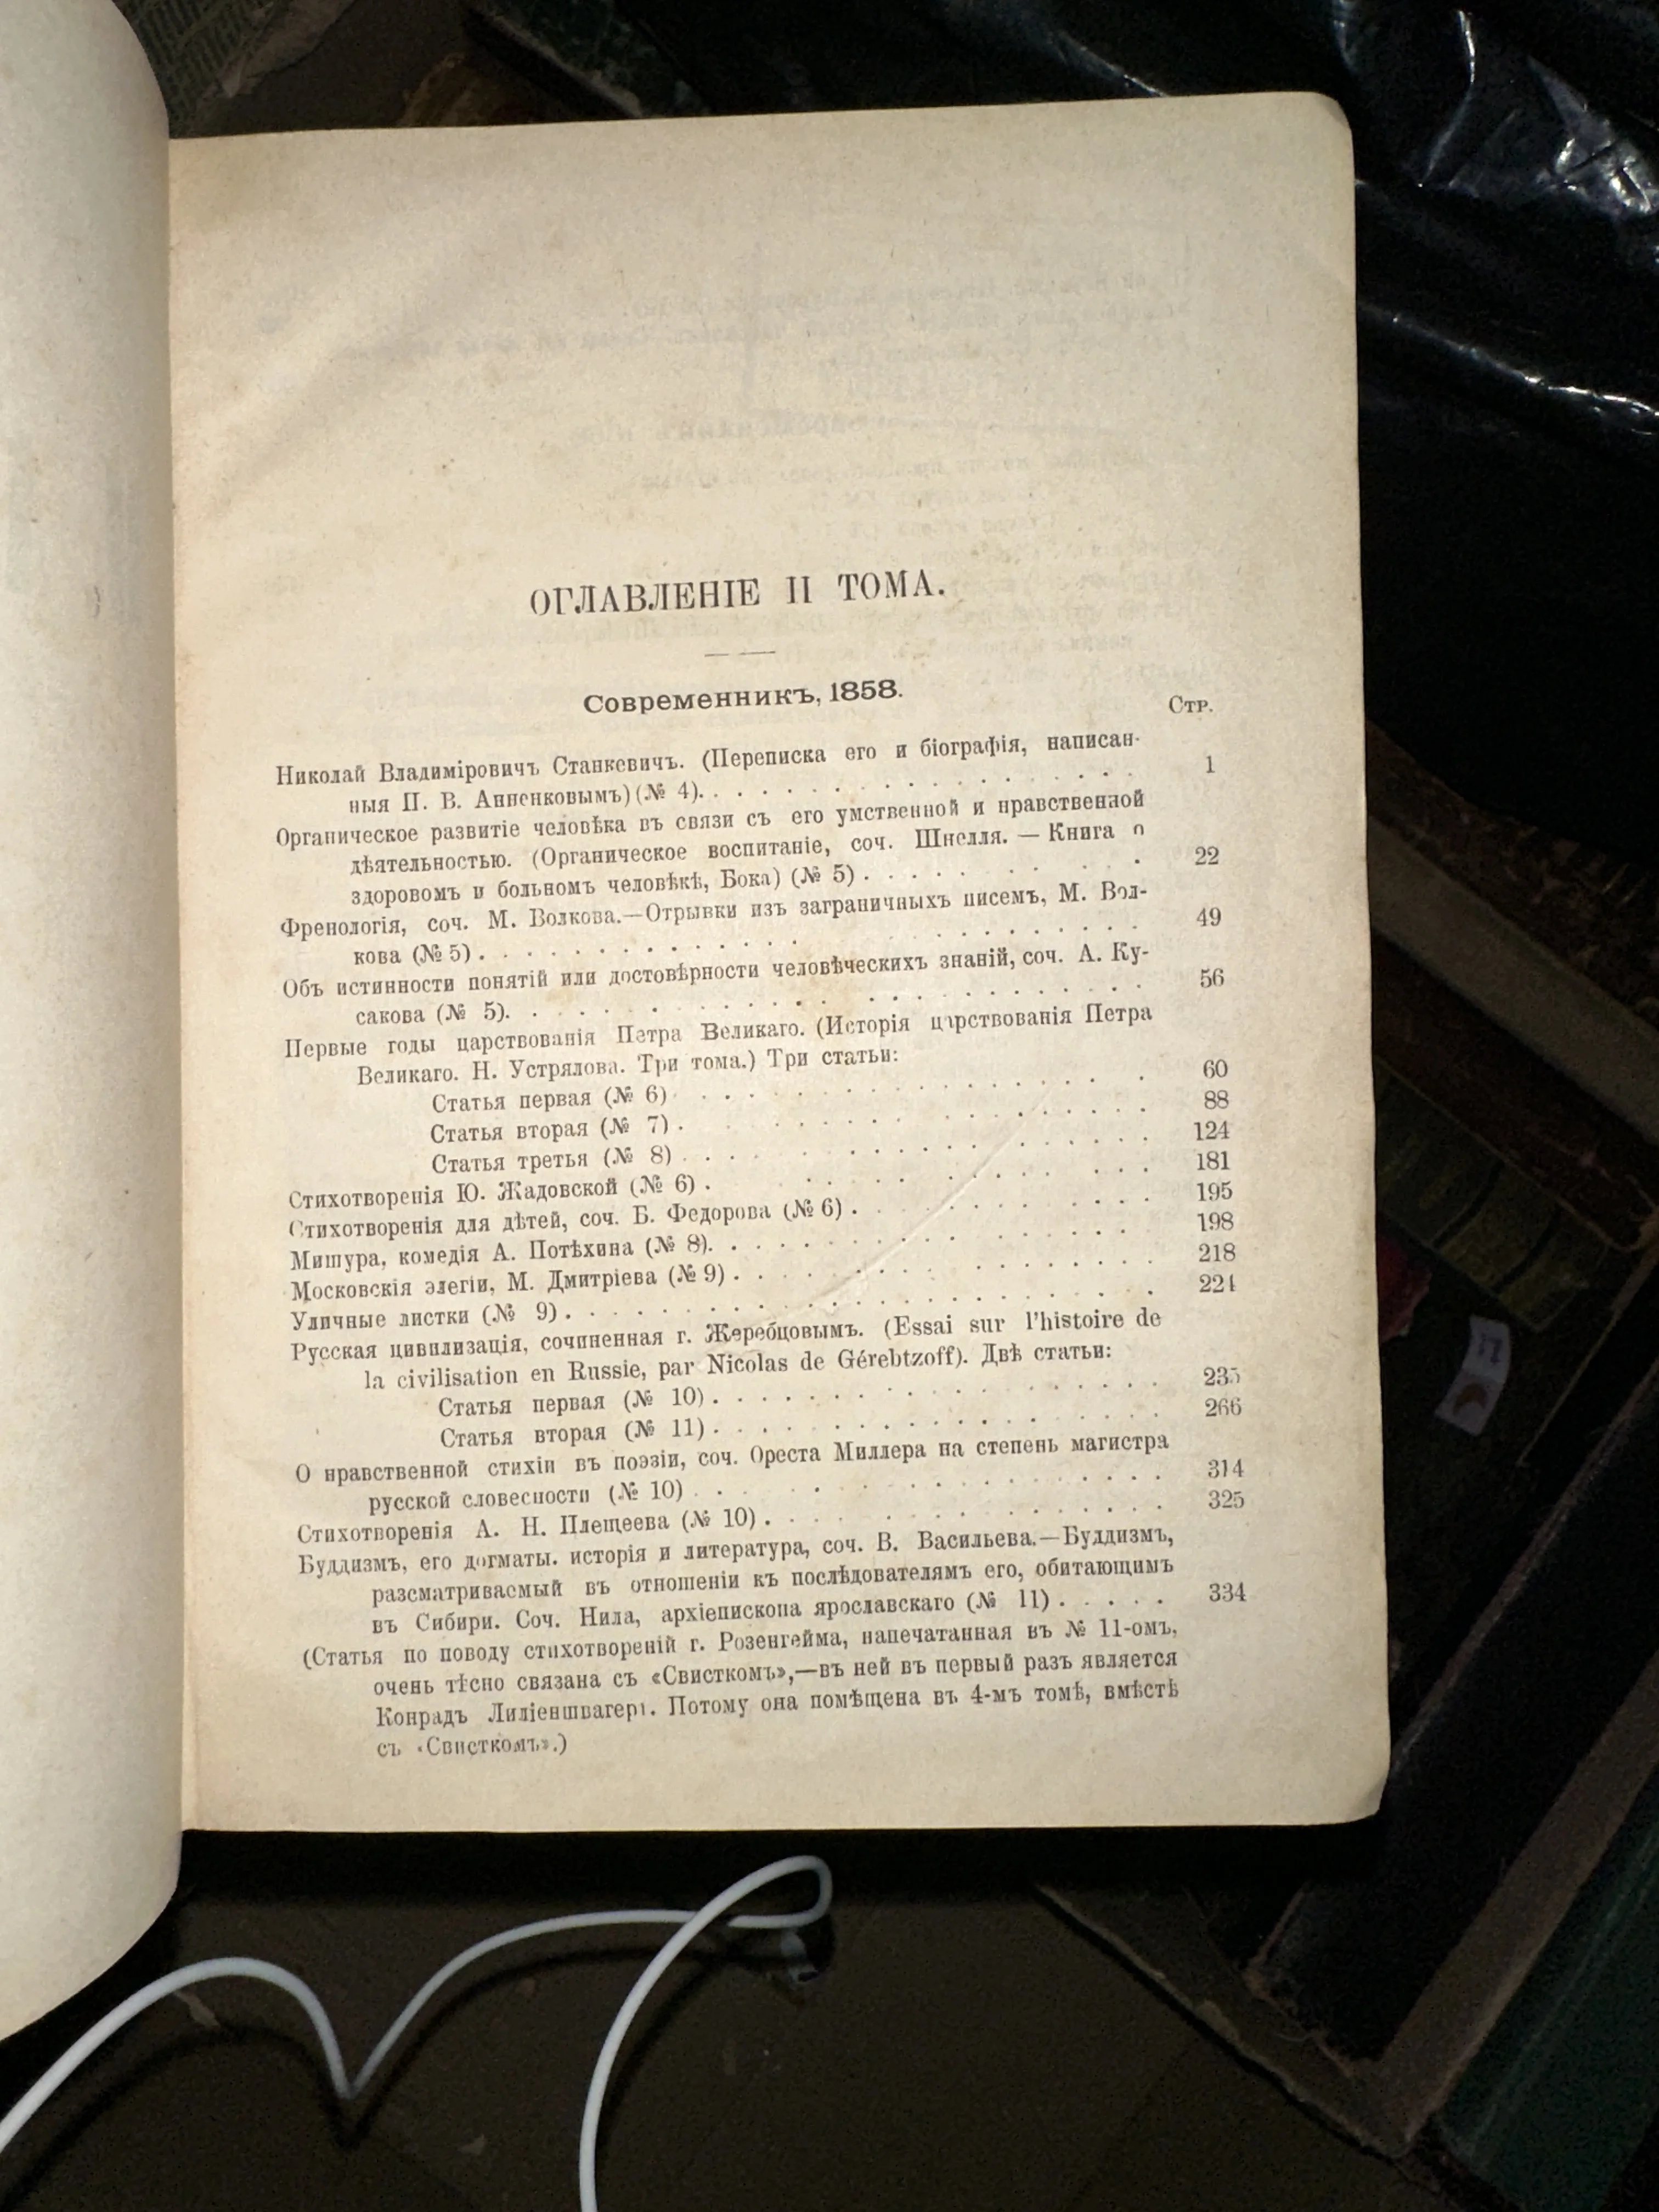 ОГЛАВЛЕНІЕ II ТОМА.
Современникъ, 1858.
Стр.
Николай Владиміровичъ Станкевичъ. (Переписка его и біографія, написан-
ныя П. В. Анненковымъ) (№ 4). 1
Органическое развитіе человѣка въ связи съ его умственной и нравственной
дѣятельностью. (Органическое воспитаніе, соч. Шнелля. — Книга о
здоровомъ и больномъ человѣкѣ, Бока) (№ 5) 22
Френологія, соч. М. Волкова.—Отрывки изъ заграничныхъ писемъ, М. Вол-
кова (№ 5) 49
Объ истинности понятій или достовѣрности человѣческихъ знаній, соч. А. Ку-
сакова (№ 5). 56
Первые годы царствованія Петра Великаго. (Исторія царствованія Петра
Великаго. Н. Устрялова. Три тома.) Три статьи:
Статья первая (№ 6) 60
Статья вторая (№ 7) 88
Статья третья (№ 8) 124
Стихотворенія Ю. Жадовской (№ 6) 181
Стихотворенія для дѣтей, соч. Б. Федорова (№ 6) 195
Мишура, комедія А. Потѣхина (№ 8). 198
Московскія элегіи, М. Дмитріева (№ 9) 218
Уличные листки (№ 9) 224
Русская цивилизація, сочиненная г. Жеребцовымъ. (Essai sur l'histoire de
la civilisation en Russie, par Nicolas de Gérebtzoff). Двѣ статьи:
Статья первая (№ 10) 235
Статья вторая (№ 11) 266
О нравственной стихіи въ поэзіи, соч. Ореста Миллера на степень магистра
русской словесности (№ 10) 314
Стихотворенія А. Н. Плещеева (№ 10) 325
Буддизмъ, его догматы. исторія и литература, соч. В. Васильева.—Буддизмъ,
разсматриваемый въ отношеніи къ послѣдователямъ его, обитающимъ
въ Сибири. Соч. Нила, архіепископа ярославскаго (№ 11) 334
(Статья по поводу стихотвореній г. Розенгейма, напечатанная въ № 11-омъ,
очень тѣсно связана съ «Свисткомъ»,—въ ней въ первый разъ является
Конрадъ Лиліеншвагеръ. Потому она помѣщена въ 4-мъ томѣ, вмѣстѣ
съ «Свисткомъ».)